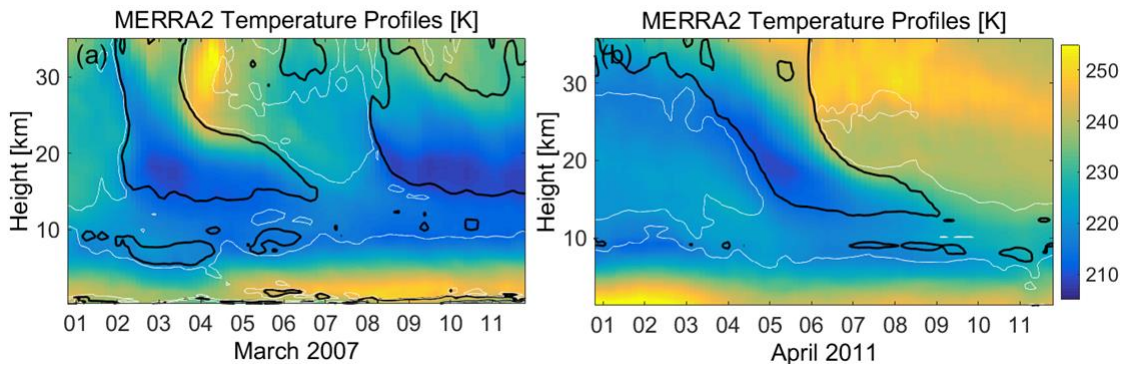 MERRA2 Temperature Profiles [K]
(a)
Height [km]
30
20
10
01 02 03 04 05 06 07 08 09 10 11
March 2007
MERRA2 Temperature Profiles [K]
(b)
Height [km]
30
20
10
01 02 03 04 05 06 07 08 09 10 11
April 2011
250
240
230
220
210